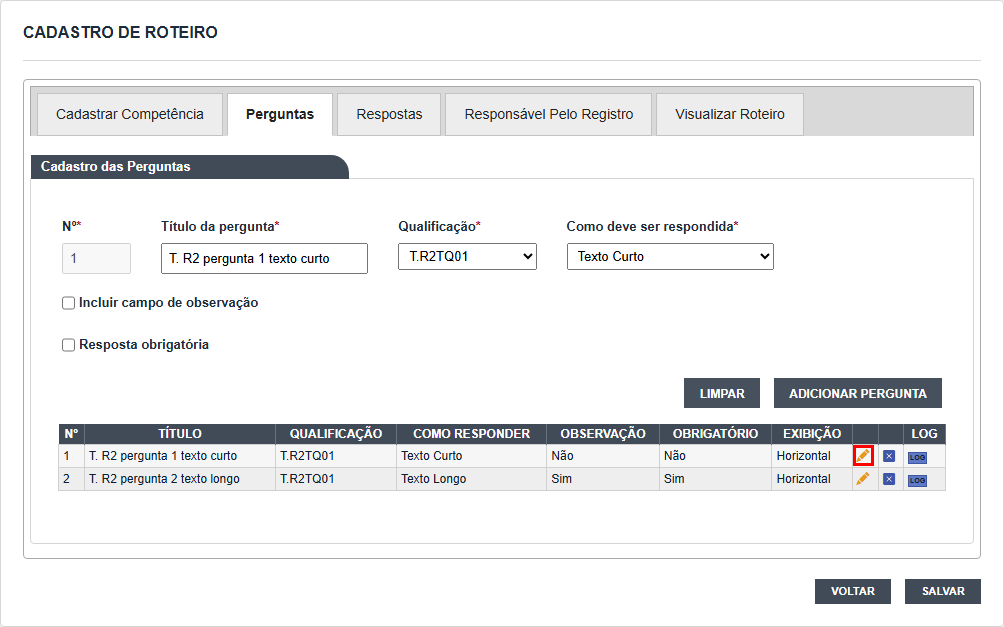 CADASTRO DE ROTEIRO
Cadastrar Competência Perguntas Respostas Responsável Pelo Registro Visualizar Roteiro
Cadastro das Perguntas
Nº* Título da pergunta* Qualificação* Como deve ser respondida*
1 T. R2 pergunta 1 texto curto T.R2TQ01 Texto Curto
Incluir campo de observação
Resposta obrigatória
LIMPAR ADICIONAR PERGUNTA
Nº TÍTULO QUALIFICAÇÃO COMO RESPONDER OBSERVAÇÃO OBRIGATÓRIO EXIBIÇÃO LOG
1 T. R2 pergunta 1 texto curto T.R2TQ01 Texto Curto Não Não Horizontal LOG
2 T. R2 pergunta 2 texto longo T.R2TQ01 Texto Longo Sim Sim Horizontal LOG
VOLTAR SALVAR